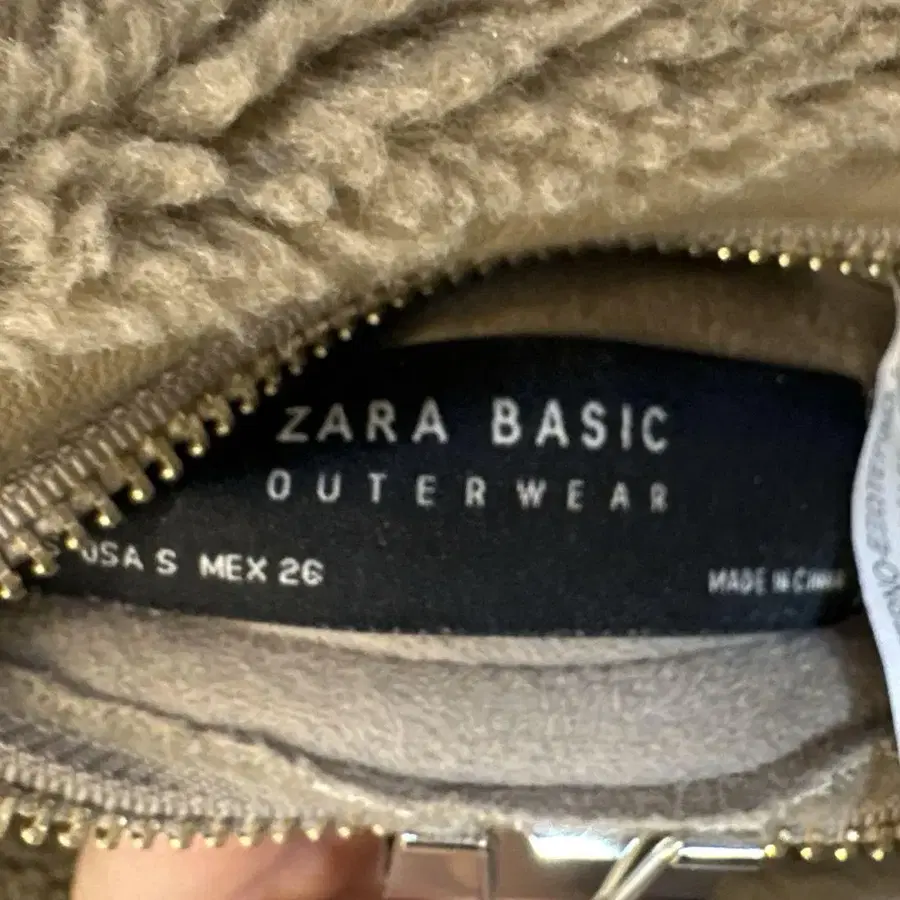 ZARA BASIC
OUTERWEAR
USA S MEX 26
MADE IN CHINA